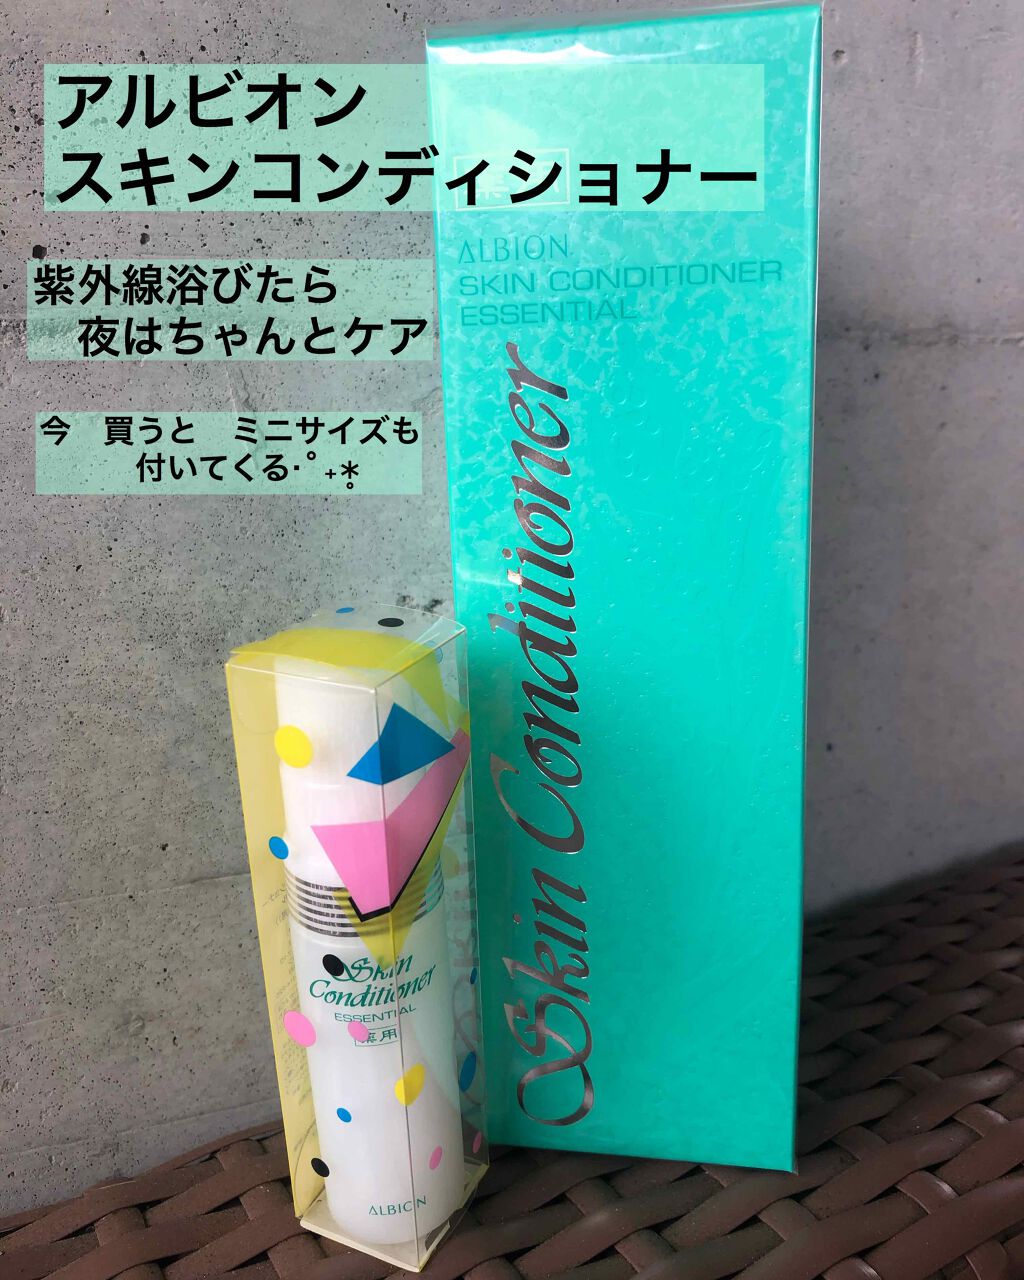 アルビオン
スキンコンディショナー
紫外線浴びたら
夜はちゃんとケア
今　買うと　ミニサイズも
付いてくる･ﾟ₊*̥
ALBION
SKIN CONDITIONER
ESSENTIAL
Skin Conditioner
Skin
Conditioner
ESSENTIAL
薬用
ALBION